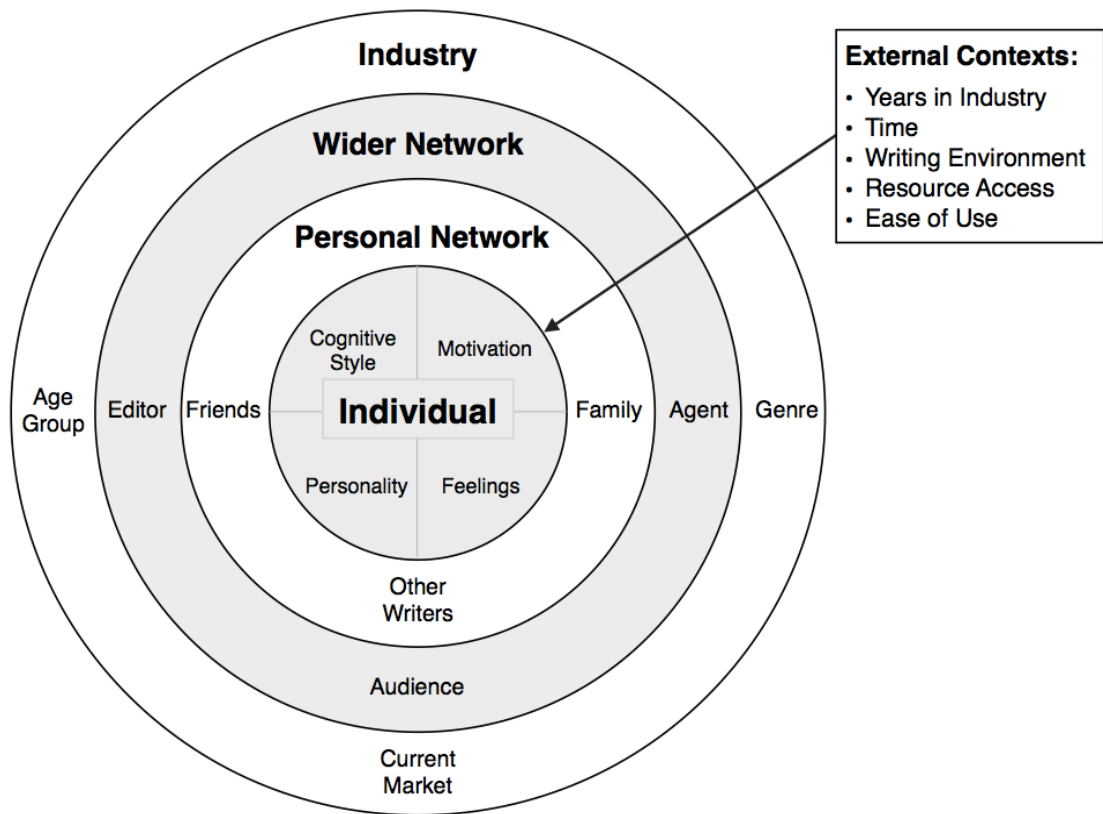 Industry
External Contexts:
• Years in Industry
• Time
• Writing Environment
• Resource Access
• Ease of Use
Wider Network
Personal Network
Cognitive
Style
Motivation
Age
Group
Editor
Friends
Individual
Family
Agent
Genre
Personality
Feelings
Other
Writers
Audience
Current
Market